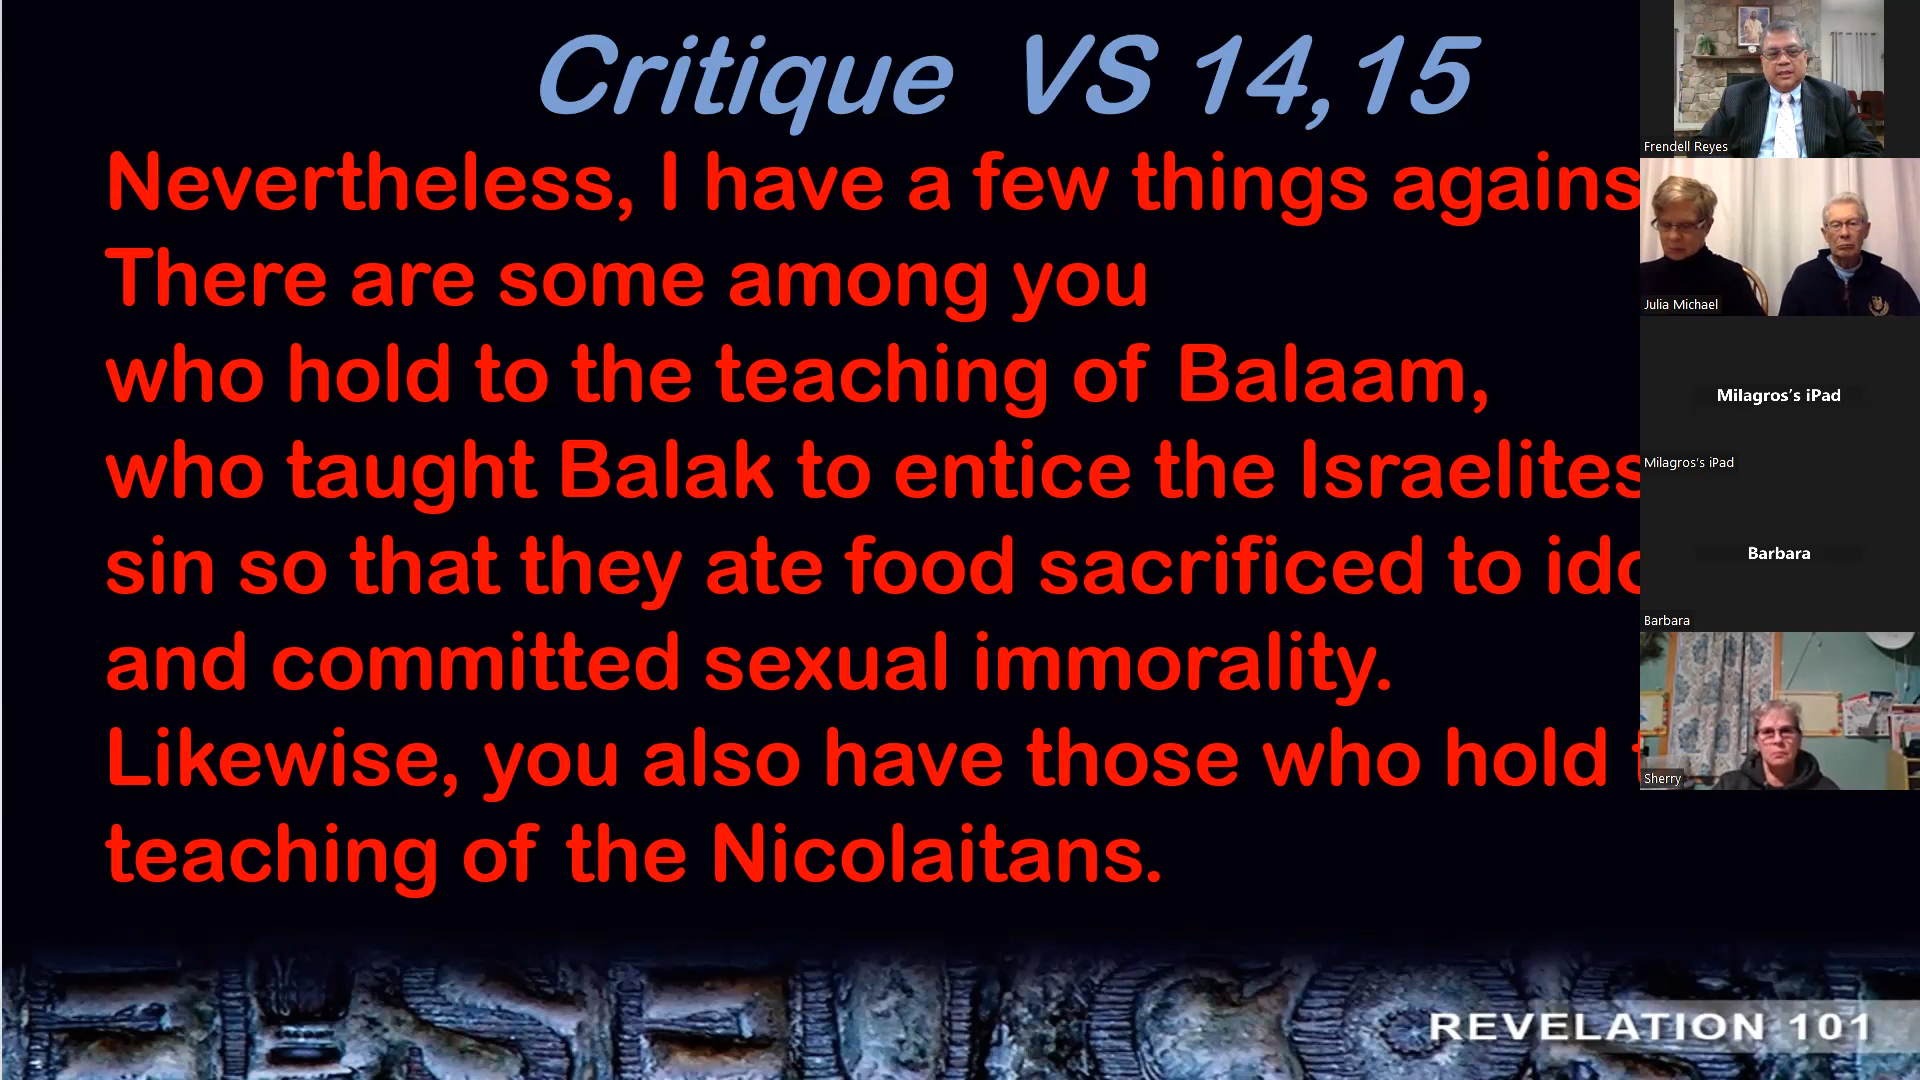 Critique VS 14,15
Nevertheless, I have a few things agains
There are some among you
who hold to the teaching of Balaam,
who taught Balak to entice the Israelites
sin so that they ate food sacrificed to ido
and committed sexual immorality.
Likewise, you also have those who hold t
teaching of the Nicolaitans.
REVELATION 101
Frendell Reyes
Julia Michael
Milagros's iPad
Milagros's iPad
Barbara
Barbara
Sherry